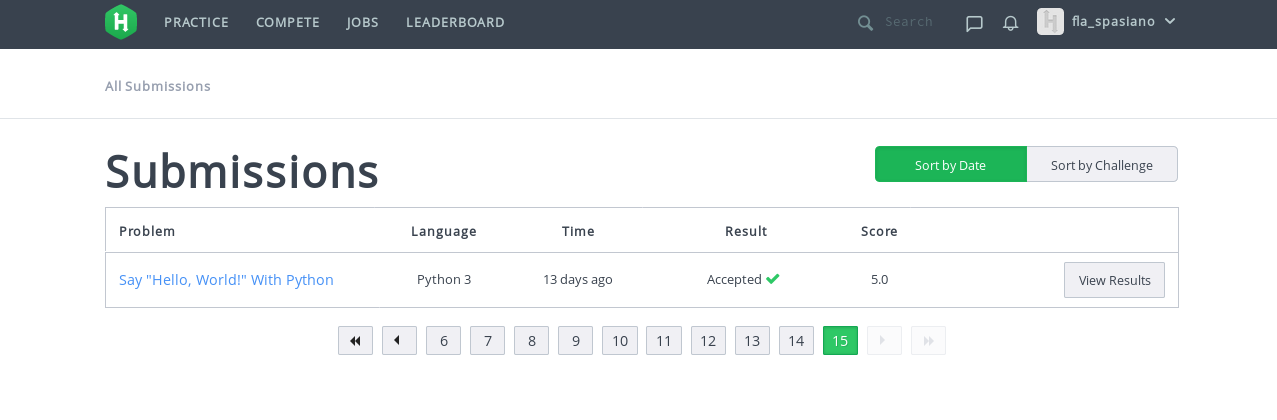 H PRACTICE COMPETE JOBS LEADERBOARD Search H fla_spasiano
All Submissions
Submissions
Sort by Date Sort by Challenge
Problem Language Time Result Score
Say "Hello, World!" With Python Python 3 13 days ago Accepted 5.0 View Results
6 7 8 9 10 11 12 13 14 15